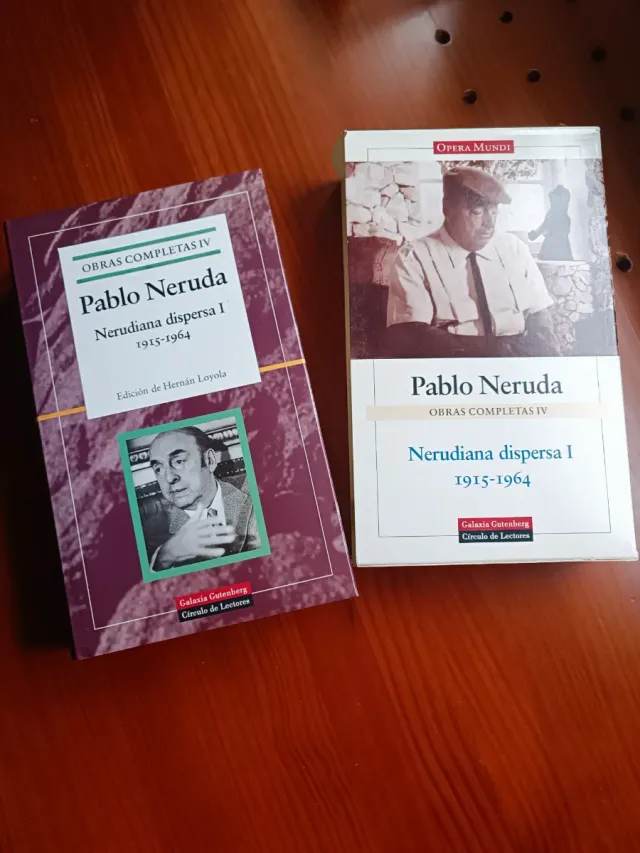 OBRAS COMPLETAS IV
Pablo Neruda
Nerudiana dispersa I
1915-1964
Edición de Hernán Loyola
Galaxia Gutenberg
Círculo de Lectores
OPERA MUNDI
Pablo Neruda
OBRAS COMPLETAS IV
Nerudiana dispersa I
1915-1964
Galaxia Gutenberg
Círculo de Lectores